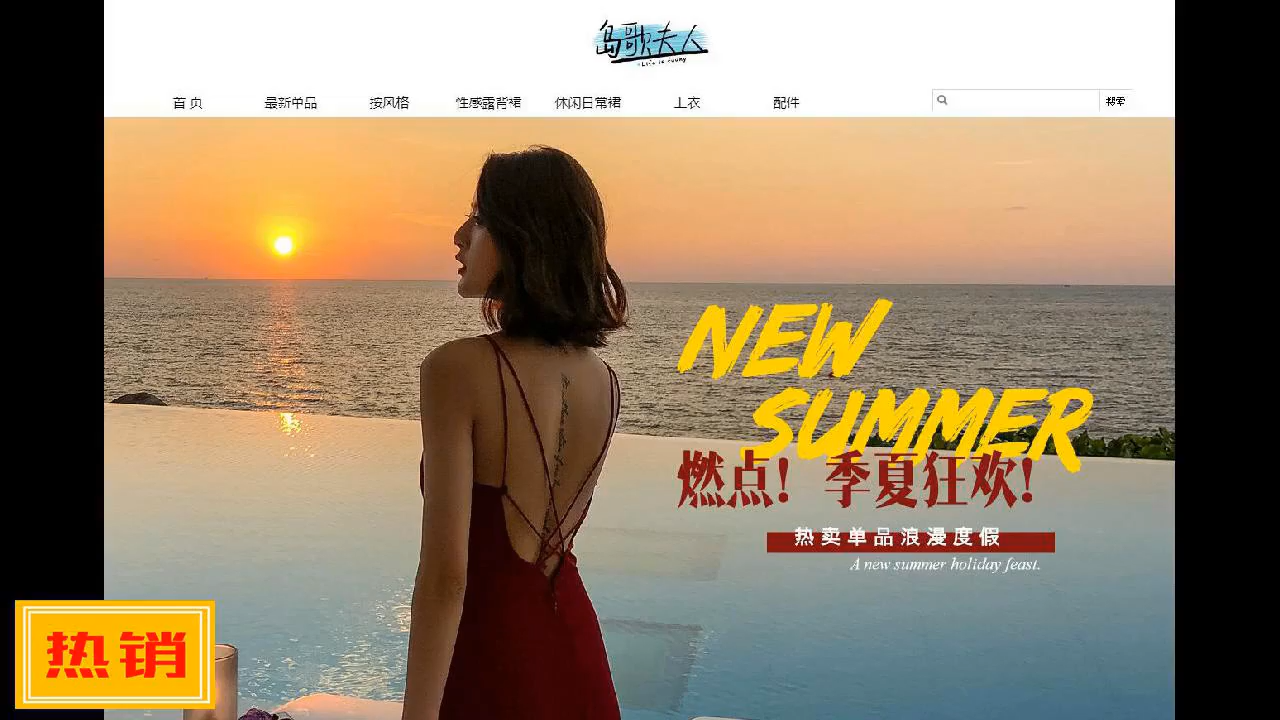 岛歌夫人
首页 最新单品 按风格 性感露背裙 休闲日常裙 上衣 配件 搜索
NEW
SUMMER
燃点！季夏狂欢！
热卖单品浪漫度假
A new summer holiday feast.
热销